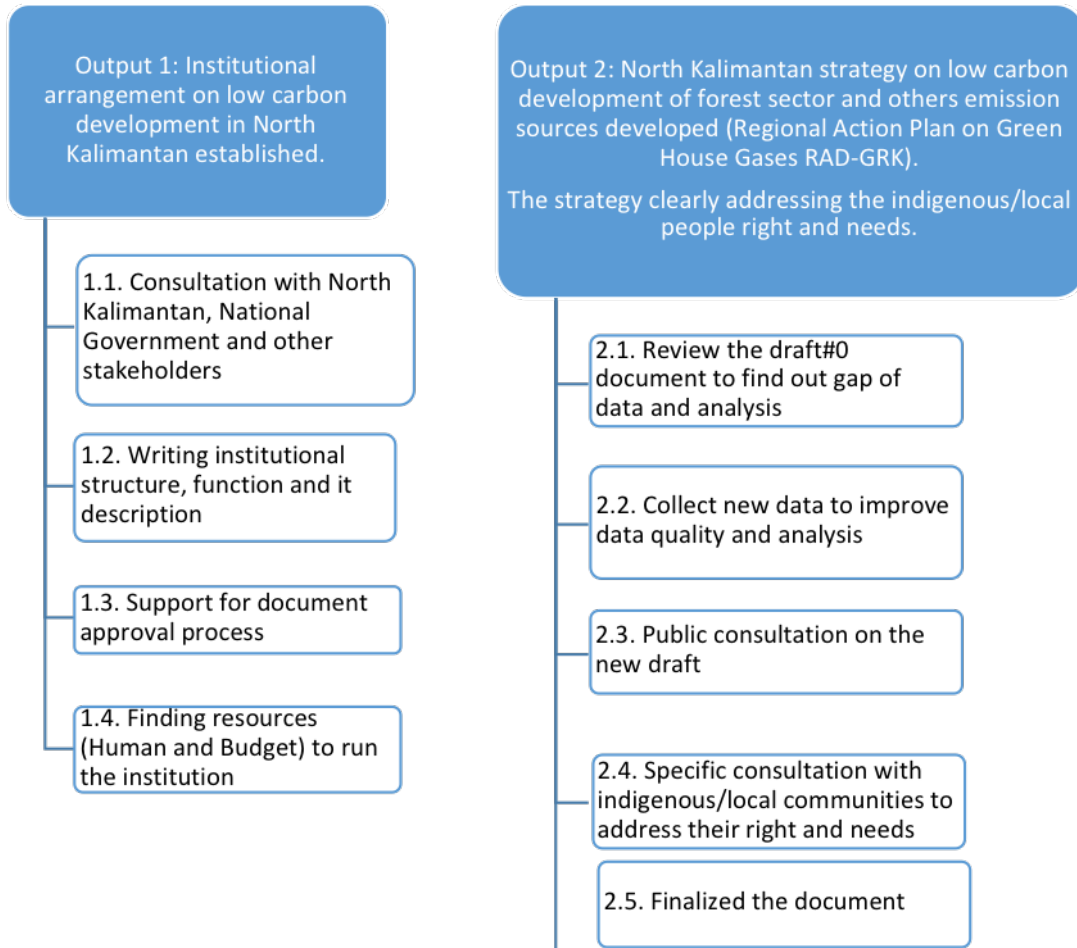 Output 1: Institutional
arrangement on low carbon
development in North
Kalimantan established.
1.1. Consultation with North
Kalimantan, National
Government and other
stakeholders
1.2. Writing institutional
structure, function and it
description
1.3. Support for document
approval process
1.4. Finding resources
(Human and Budget) to run
the institution
Output 2: North Kalimantan strategy on low carbon
development of forest sector and others emission
sources developed (Regional Action Plan on Green
House Gases RAD-GRK).
The strategy clearly addressing the indigenous/local
people right and needs.
2.1. Review the draft#0
document to find out gap of
data and analysis
2.2. Collect new data to improve
data quality and analysis
2.3. Public consultation on the
new draft
2.4. Specific consultation with
indigenous/local communities to
address their right and needs
2.5. Finalized the document